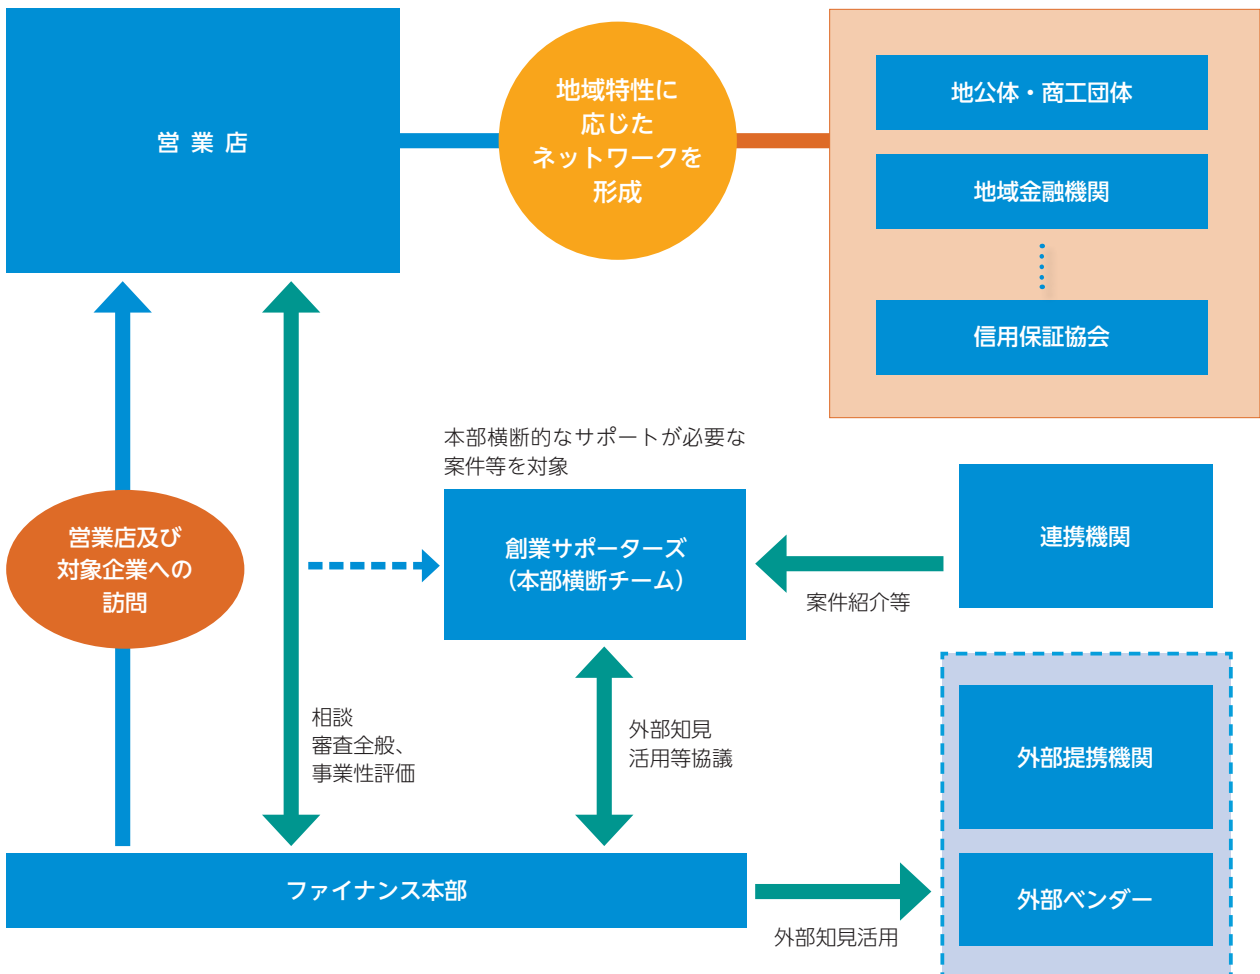 営業店
地域特性に
応じた
ネットワークを
形成
地公体・商工団体
地域金融機関
信用保証協会
本部横断的なサポートが必要な
案件等を対象
創業サポーターズ
(本部横断チーム)
連携機関
案件紹介等
営業店及び
対象企業への
訪問
相談
審査全般、
事業性評価
外部知見
活用等協議
外部提携機関
外部ベンダー
ファイナンス本部
外部知見活用